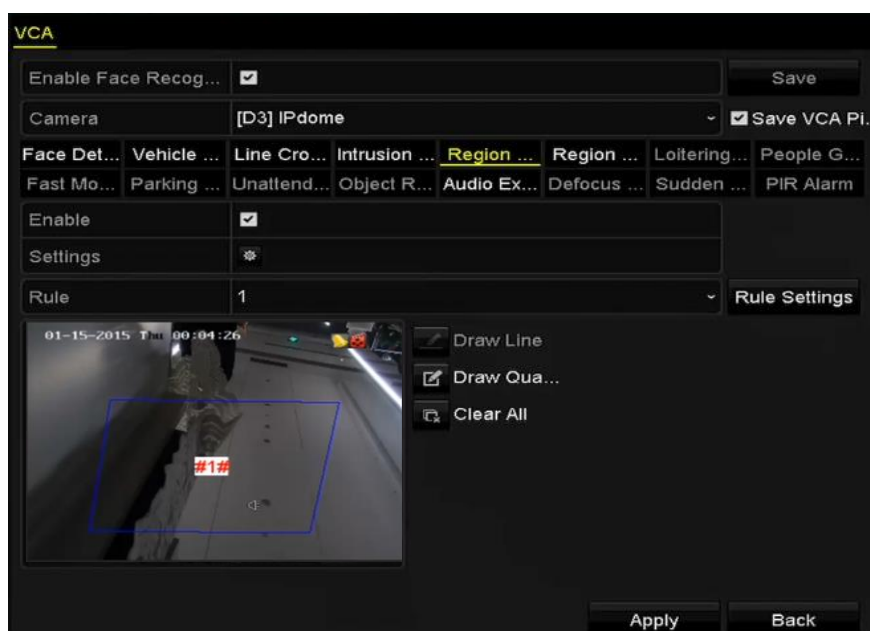 VCA
Enable Face Recog...
Save
Camera
[D3] IPdome
Save VCA Pi.
Face Det... Vehicle ... Line Cro... Intrusion ... Region ... Region ... Loitering... People G...
Fast Mo... Parking ... Unattend... Object R... Audio Ex... Defocus ... Sudden ... PIR Alarm
Enable
Settings
Rule
1
Rule Settings
01-15-2015 Thu 00:04:26
Draw Line
Draw Qua...
Clear All
#1#
Apply
Back